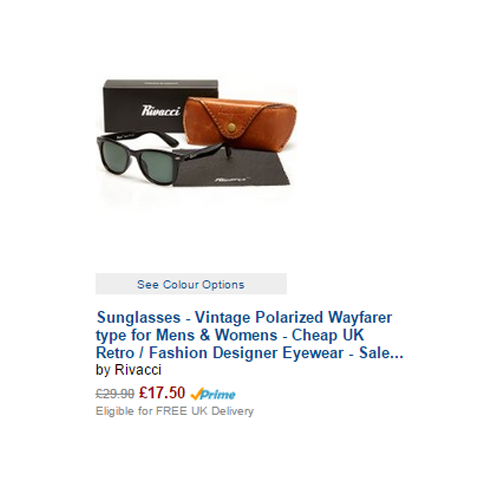 Rivacci
Rivacci
See Colour Options
Sunglasses - Vintage Polarized Wayfarer
type for Mens & Womens - Cheap UK
Retro / Fashion Designer Eyewear - Sale...
by Rivacci
£29.90 £17.50 Prime
Eligible for FREE UK Delivery